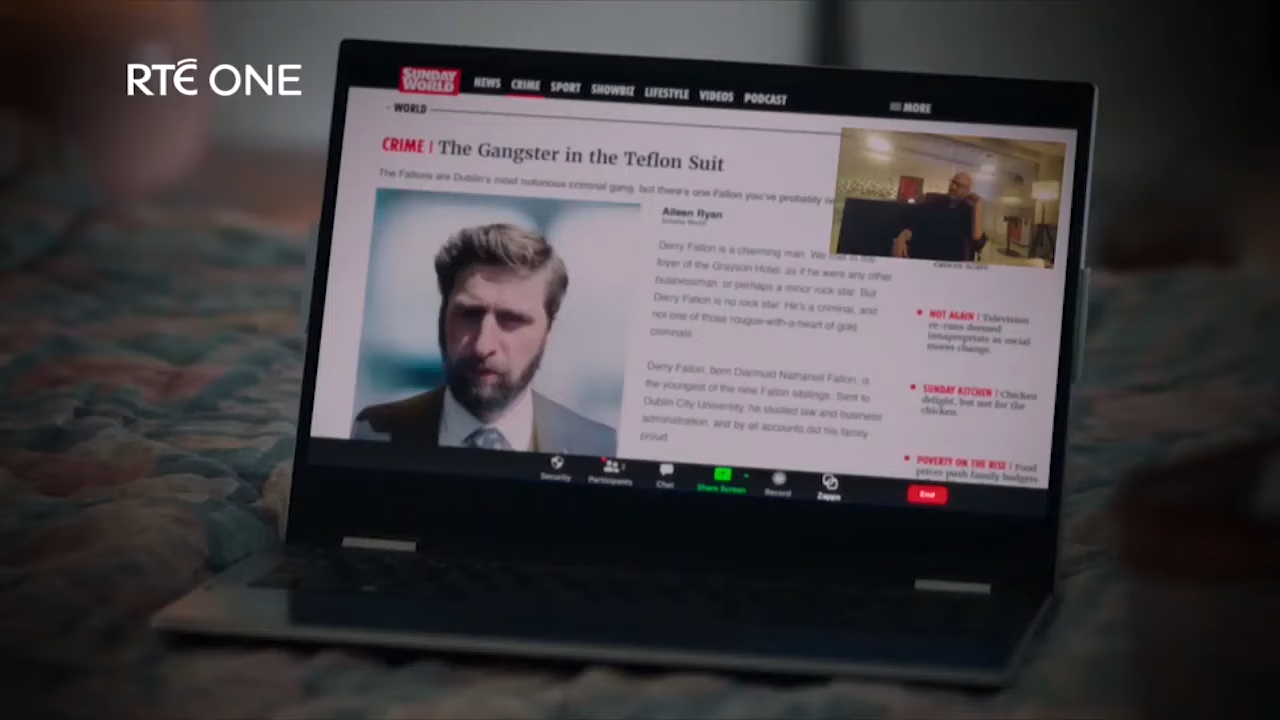 RTÉ ONE
SUNDAY
WORLD
NEWS CRIME SPORT SHOWBIZ LIFESTYLE VIDEOS PODCAST
MORE
WORLD
CRIME | The Gangster in the Teflon Suit
The Fallons are Dublin's most notorious criminal gang, but there's one Fallon you've probably
Aileen Ryan
Derry Fallon is a charming man. We met in the
foyer of the Grayson Hotel, as if he were any other
businessman, or perhaps a minor rock star. But
Derry Fallon is no rock star. He's a criminal, and
not one of those rougue-with-a-heart of gold
criminals.
Derry Fallon, born Diarmuid Nathaniel Fallon, is
the youngest of the nine Fallon siblings. Sent to
Dublin City University, he studied law and business
administration, and by all accounts did his family
proud.
NOT AGAIN | Television
re-runs deemed
innapropriate as social
mores change.
SUNDAY KITCHEN | Chicken
delight, but not for the
chicken.
POVERTY ON THE RISE | Food
prices push family budgets
Security Participants 2 Chat Share Screen Record Zapps End